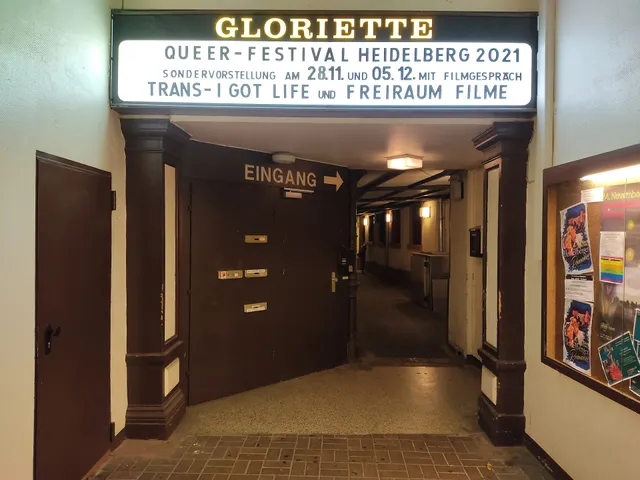 GLORIETTE
QUEER-FESTIVAL HEIDELBERG 2021
SONDERVORSTELLUNG AM 28.11. UND 05.12. MIT FILMGESPRÄCH
TRANS-I GOT LIFE UND FREIRAUM FILME
EINGANG